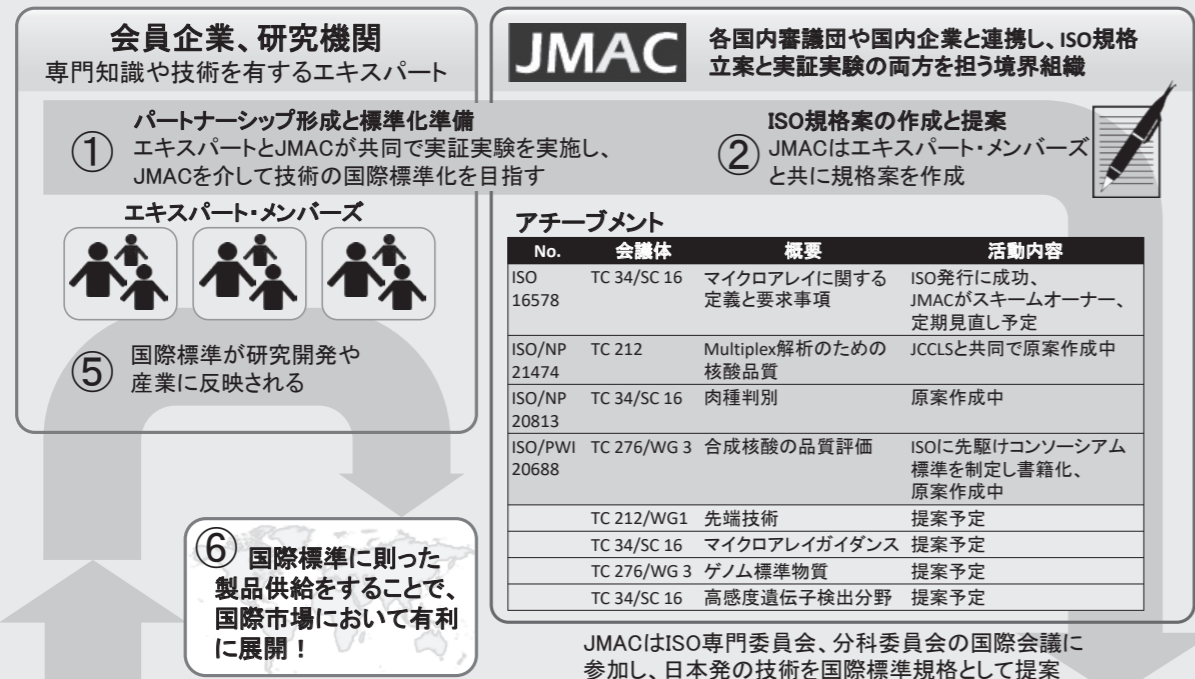 会員企業、研究機関
専門知識や技術を有するエキスパート
JMAC
各国内審議団や国内企業と連携し、ISO規格
立案と実証実験の両方を担う境界組織
①
パートナーシップ形成と標準化準備
エキスパートとJMACが共同で実証実験を実施し、
JMACを介して技術の国際標準化を目指す
②
ISO規格案の作成と提案
JMACはエキスパート・メンバーズ
と共に規格案を作成
エキスパート・メンバーズ
⑤
国際標準が研究開発や
産業に反映される
⑥
国際標準に則った
製品供給をすることで、
国際市場において有利
に展開！
アチーブメント
No. 会議体 概要 活動内容
ISO TC 34/SC 16 マイクロアレイに関する ISO発行に成功、
16578 定義と要求事項 JMACがスキームオーナー、
定期見直し予定
ISO/NP TC 212 Multiplex解析のための JCCLSと共同で原案作成中
21474 核酸品質
ISO/NP TC 34/SC 16 肉種判別 原案作成中
20813
ISO/PWI TC 276/WG 3 合成核酸の品質評価 ISOに先駆けコンソーシアム
20688 標準を制定し書籍化、
原案作成中
TC 212/WG1 先端技術 提案予定
TC 34/SC 16 マイクロアレイガイダンス 提案予定
TC 276/WG 3 ゲノム標準物質 提案予定
TC 34/SC 16 高感度遺伝子検出分野 提案予定
JMACはISO専門委員会、分科委員会の国際会議に
参加し、日本発の技術を国際標準規格として提案